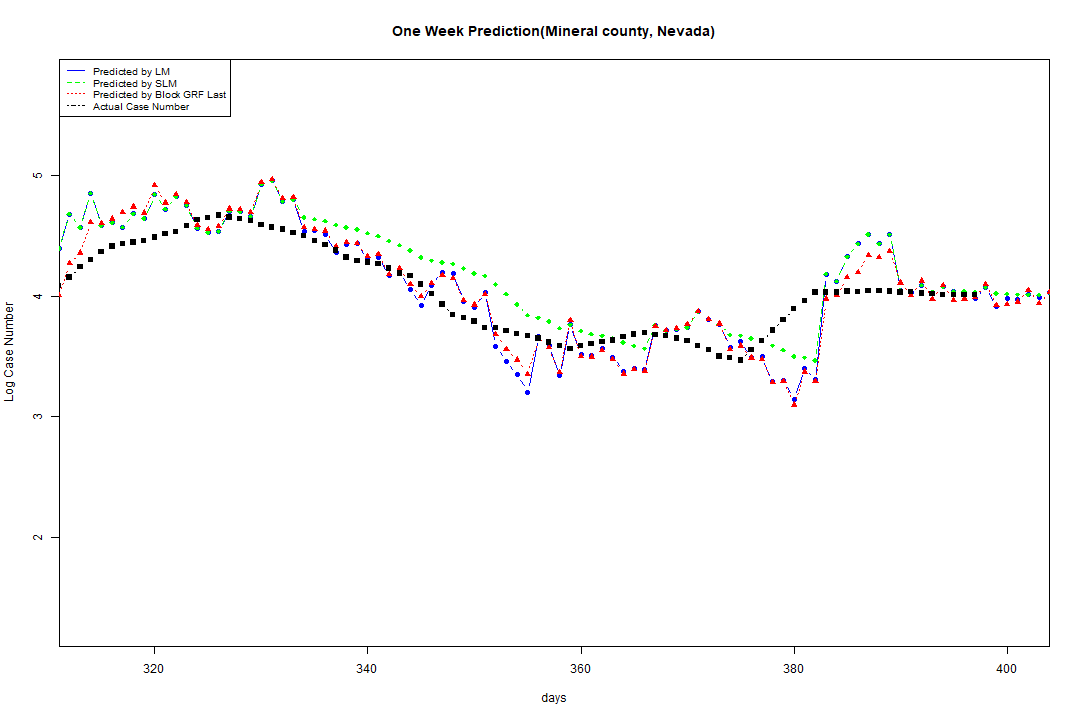 One Week Prediction(Mineral county, Nevada)
Predicted by LM
Predicted by SLM
Predicted by Block GRF Last
Actual Case Number
5
4
3
2
Log Case Number
320 340 360 380 400
days